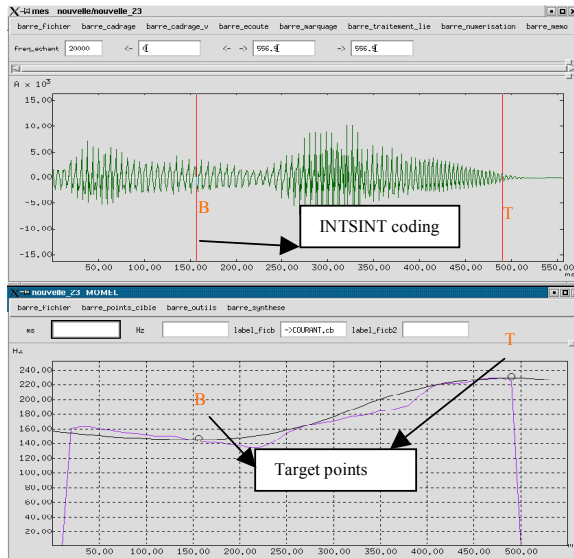 mes nouvelle/nouvelle_23
barre_fichier barre_cadrage barre_cadrage_v barre_ecoute barre_marquage barre_traitement_lie barre_numerisation barre_memo
freq_echant 20000 <- 0 <- -> 556.9 -> 556.9
A × 10³
15,00
10,00
5,00
0,00
-5,00
B T
INTSINT coding
-10,00
-15,00
50,00 100,00 150,00 200,00 250,00 300,00 350,00 400,00 450,00 500,00 550,00
nouvelle_23 MOMEL
barre_fichier barre_points_cible barre_outils barre_synthese
ms Hz label_ficb ->COURANT.cb label_ficb2
Hz
T
240,00
220,00
200,00
B
180,00
160,00
140,00
120,00
Target points
100,00
80,00
60,00
40,00
20,00
50,00 100,00 150,00 200,00 250,00 300,00 350,00 400,00 450,00 500,00